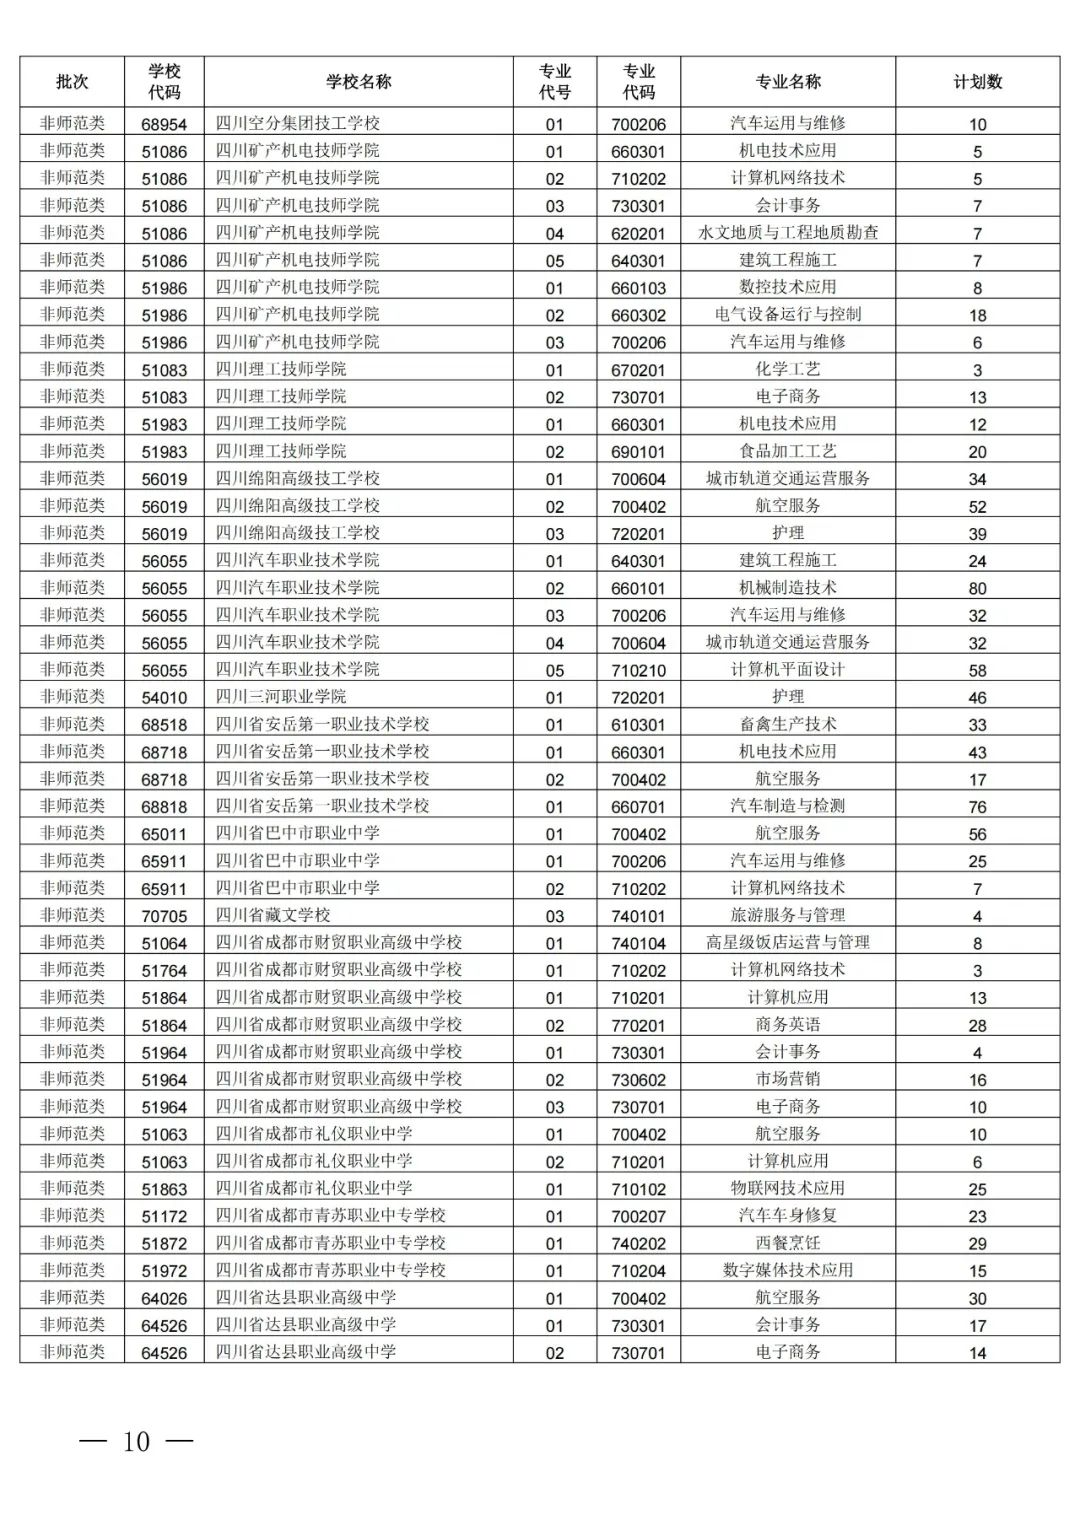 批次 学校代码 学校名称 专业代号 专业代码 专业名称 计划数
非师范类 68954 四川空分集团技工学校 01 700206 汽车运用与维修 10
非师范类 51086 四川矿产机电技师学院 01 660301 机电技术应用 5
非师范类 51086 四川矿产机电技师学院 02 710202 计算机网络技术 5
非师范类 51086 四川矿产机电技师学院 03 730301 会计事务 7
非师范类 51086 四川矿产机电技师学院 04 620201 水文地质与工程地质勘查 7
非师范类 51086 四川矿产机电技师学院 05 640301 建筑工程施工 7
非师范类 51986 四川矿产机电技师学院 01 660103 数控技术应用 8
非师范类 51986 四川矿产机电技师学院 02 660302 电气设备运行与控制 18
非师范类 51986 四川矿产机电技师学院 03 700206 汽车运用与维修 6
非师范类 51083 四川理工技师学院 01 670201 化学工艺 3
非师范类 51083 四川理工技师学院 02 730701 电子商务 13
非师范类 51983 四川理工技师学院 01 660301 机电技术应用 12
非师范类 51983 四川理工技师学院 02 690101 食品加工工艺 20
非师范类 56019 四川绵阳高级技工学校 01 700604 城市轨道交通运营服务 34
非师范类 56019 四川绵阳高级技工学校 02 700402 航空服务 52
非师范类 56019 四川绵阳高级技工学校 03 720201 护理 39
非师范类 56055 四川汽车职业技术学院 01 640301 建筑工程施工 24
非师范类 56055 四川汽车职业技术学院 02 660101 机械制造技术 80
非师范类 56055 四川汽车职业技术学院 03 700206 汽车运用与维修 32
非师范类 56055 四川汽车职业技术学院 04 700604 城市轨道交通运营服务 32
非师范类 56055 四川汽车职业技术学院 05 710210 计算机平面设计 58
非师范类 54010 四川三河职业学院 01 720201 护理 46
非师范类 68518 四川省安岳第一职业技术学校 01 610301 畜禽生产技术 33
非师范类 68718 四川省安岳第一职业技术学校 01 660301 机电技术应用 43
非师范类 68718 四川省安岳第一职业技术学校 02 700402 航空服务 17
非师范类 68818 四川省安岳第一职业技术学校 01 660701 汽车制造与检测 76
非师范类 65011 四川省巴中市职业中学 01 700402 航空服务 56
非师范类 65911 四川省巴中市职业中学 01 700206 汽车运用与维修 25
非师范类 65911 四川省巴中市职业中学 02 710202 计算机网络技术 7
非师范类 70705 四川省藏文学校 03 740101 旅游服务与管理 4
非师范类 51064 四川省成都市财贸职业高级中学校 01 740104 高星级饭店运营与管理 8
非师范类 51764 四川省成都市财贸职业高级中学校 01 710202 计算机网络技术 3
非师范类 51864 四川省成都市财贸职业高级中学校 01 710201 计算机应用 13
非师范类 51864 四川省成都市财贸职业高级中学校 02 770201 商务英语 28
非师范类 51964 四川省成都市财贸职业高级中学校 01 730301 会计事务 4
非师范类 51964 四川省成都市财贸职业高级中学校 02 730602 市场营销 16
非师范类 51964 四川省成都市财贸职业高级中学校 03 730701 电子商务 10
非师范类 51063 四川省成都市礼仪职业中学 01 700402 航空服务 10
非师范类 51063 四川省成都市礼仪职业中学 02 710201 计算机应用 6
非师范类 51863 四川省成都市礼仪职业中学 01 710102 物联网技术应用 25
非师范类 51172 四川省成都市青苏职业中专学校 01 700207 汽车车身修复 23
非师范类 51872 四川省成都市青苏职业中专学校 01 740202 西餐烹饪 29
非师范类 51972 四川省成都市青苏职业中专学校 01 710204 数字媒体技术应用 15
非师范类 64026 四川省达县职业高级中学 01 700402 航空服务 30
非师范类 64526 四川省达县职业高级中学 01 730301 会计事务 17
非师范类 64526 四川省达县职业高级中学 02 730701 电子商务 14
— 10 —